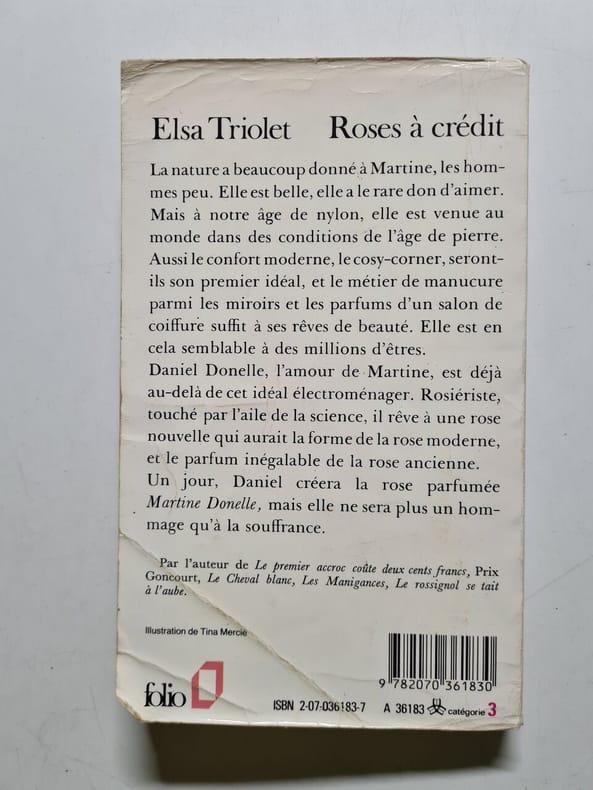 Elsa Triolet Roses à crédit
La nature a beaucoup donné à Martine, les hom-
mes peu. Elle est belle, elle a le rare don d'aimer.
Mais à notre âge de nylon, elle est venue au
monde dans des conditions de l'âge de pierre.
Aussi le confort moderne, le cosy-corner, seront-
ils son premier idéal, et le métier de manucure
parmi les miroirs et les parfums d'un salon de
coiffure suffit à ses rêves de beauté. Elle est en
cela semblable à des millions d'êtres.
Daniel Donelle, l'amour de Martine, est déjà
au-delà de cet idéal électroménager. Rosiériste,
touché par l'aile de la science, il rêve à une rose
nouvelle qui aurait la forme de la rose moderne,
et le parfum inégalable de la rose ancienne.
Un jour, Daniel créera la rose parfumée
Martine Donelle, mais elle ne sera plus un hom-
mage qu'à la souffrance.
Par l'auteur de Le premier accroc coûte deux cents francs, Prix
Goncourt, Le Cheval blanc, Les Manigances, Le rossignol se tait
à l'aube.
Illustration de Tina Mercié
9 782070 361830
folio ISBN 2-07-036183-7 A 36183 catégorie 3